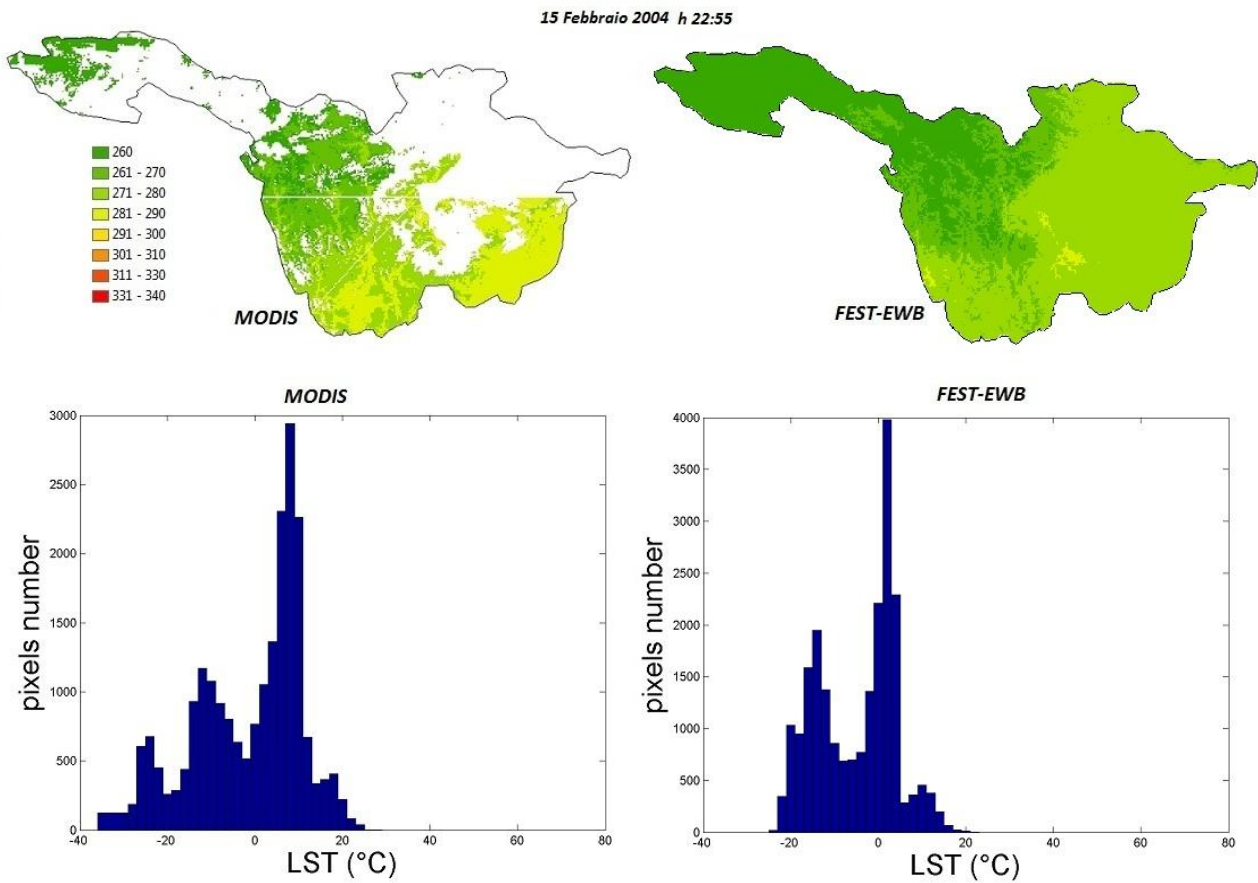 15 Febbraio 2004 h 22:55
260
261 - 270
271 - 280
281 - 290
291 - 300
301 - 310
311 - 330
331 - 340
MODIS
FEST-EWB
MODIS
3000
2500
2000
1500
1000
500
0
-40 -20 0 20 40 60 80
pixels number
LST (°C)
FEST-EWB
4000
3500
3000
2500
2000
1500
1000
500
0
-40 -20 0 20 40 60 80
pixels number
LST (°C)